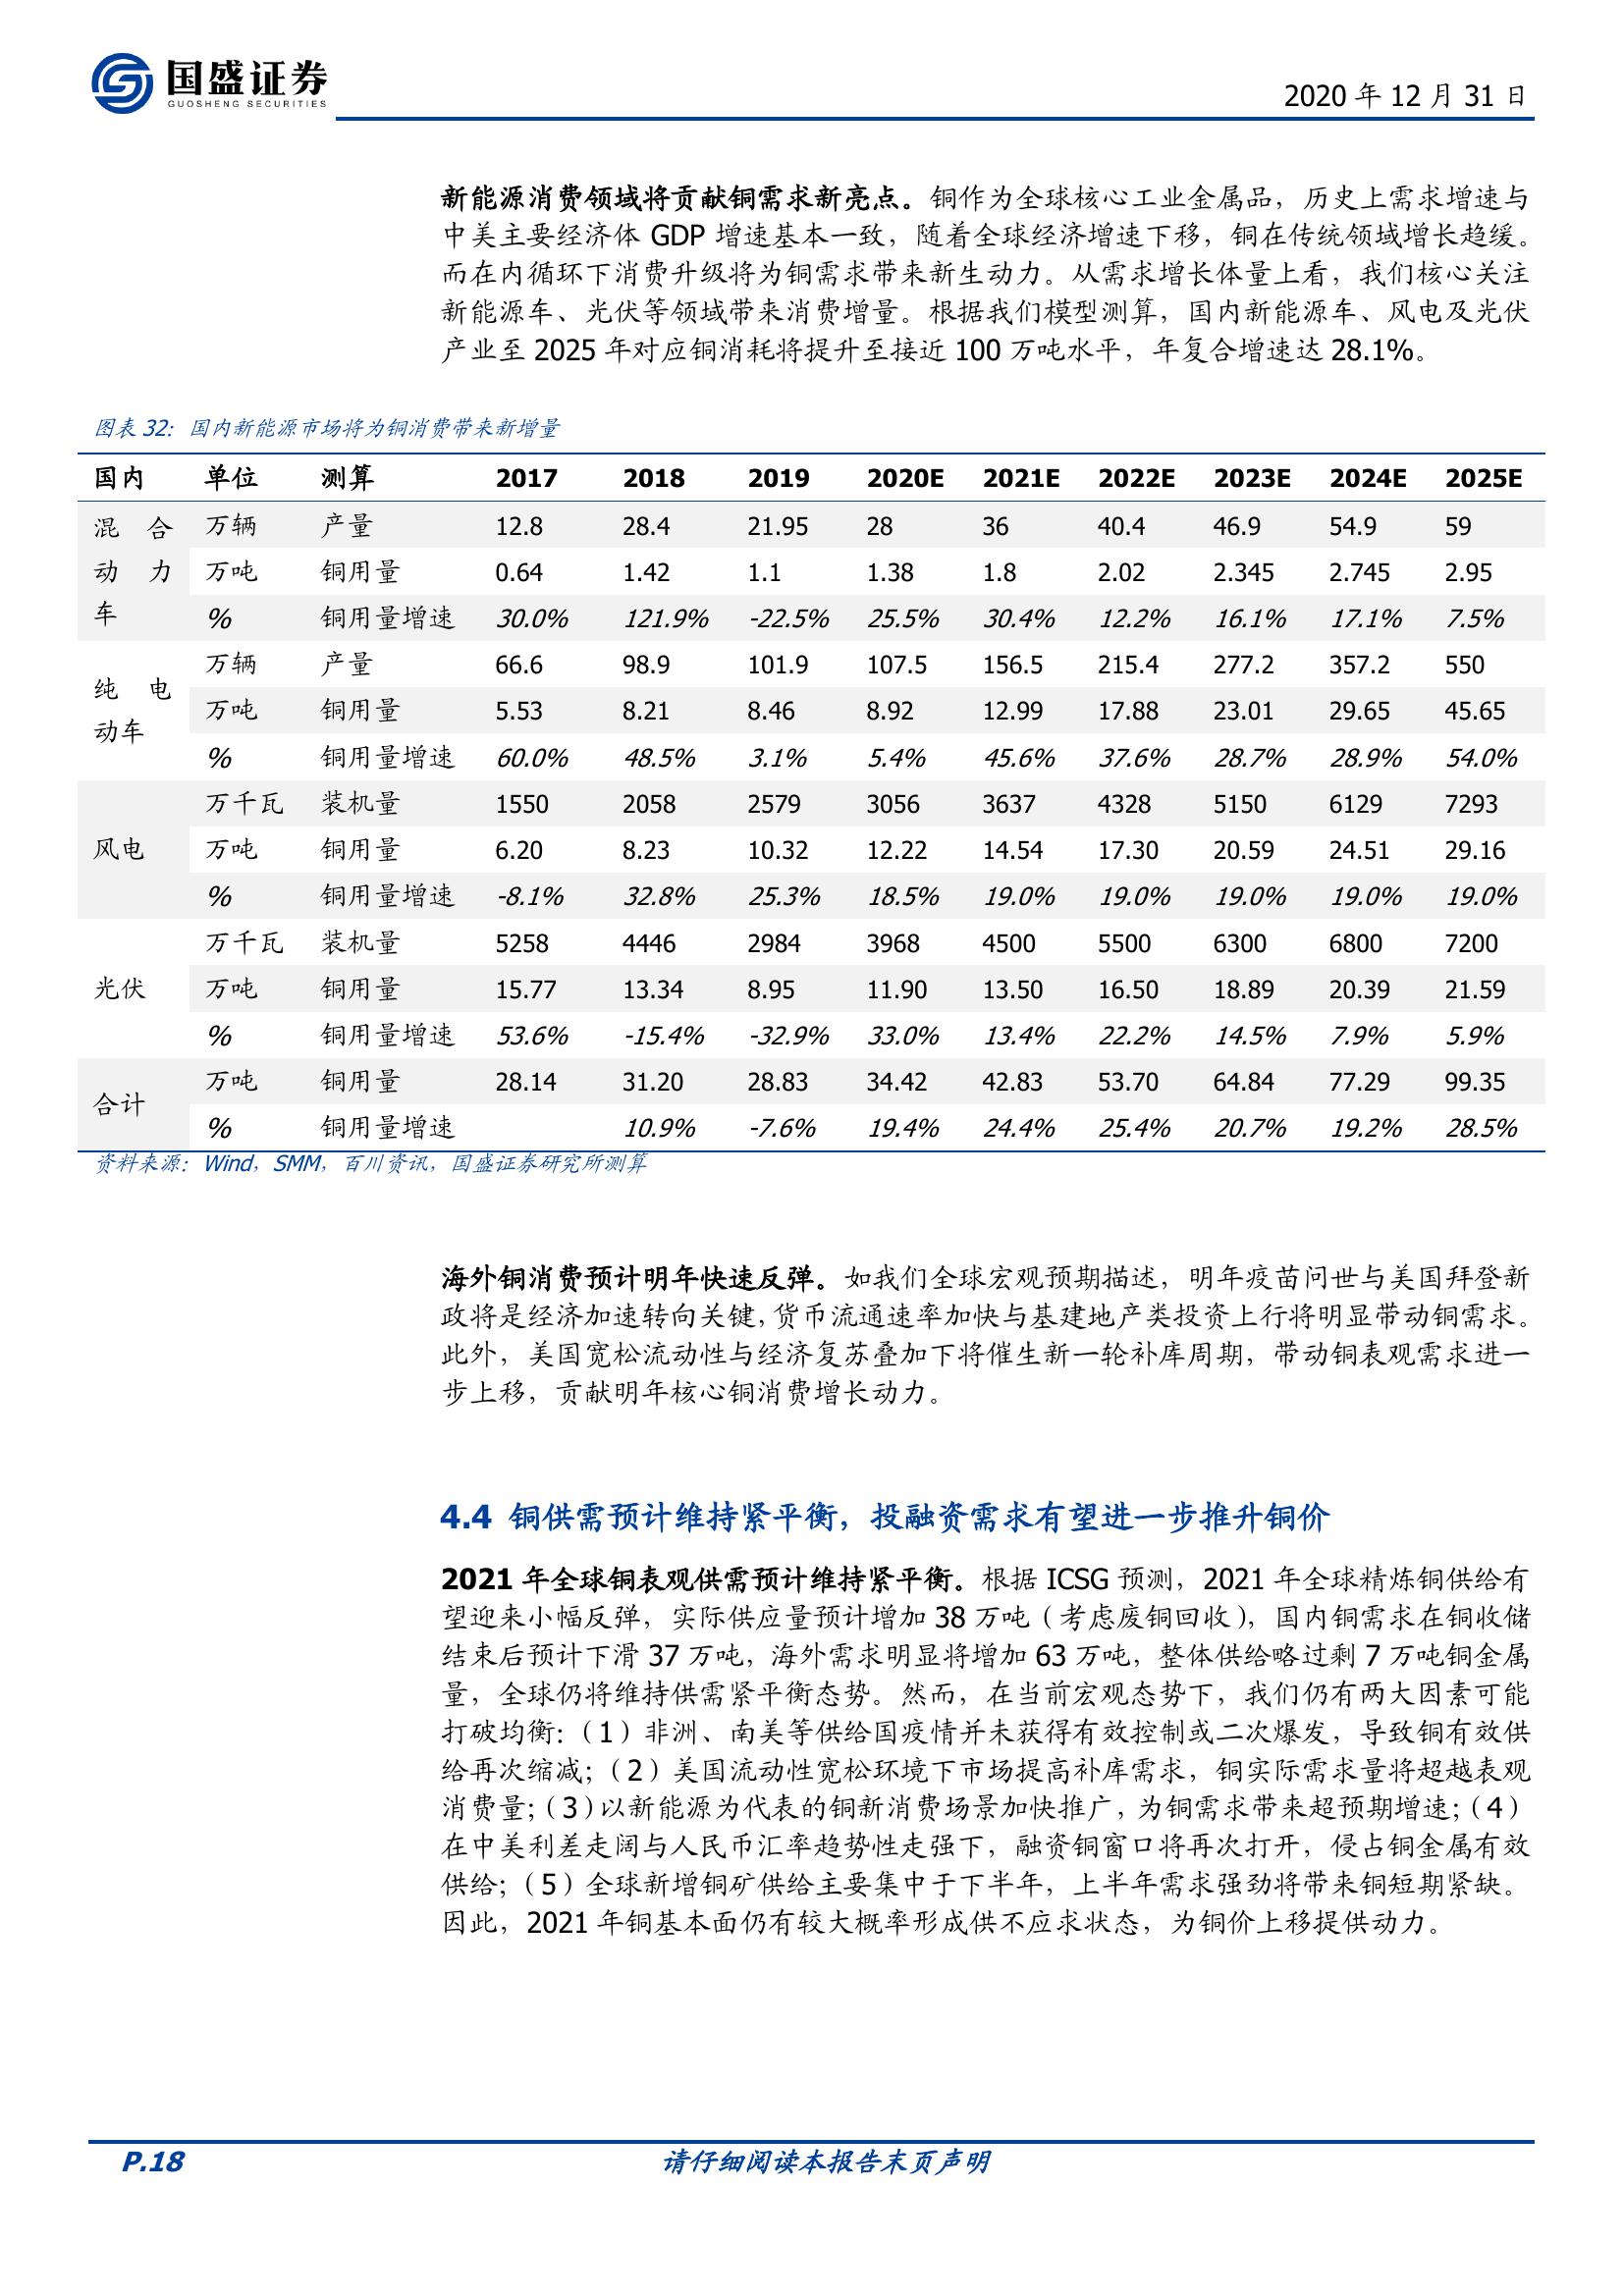 国盛证券
GUOSHENG SECURITIES
2020 年 12 月 31 日
新能源消费领域将贡献铜需求新亮点。铜作为全球核心工业金属品，历史上需求增速与
中美主要经济体 GDP 增速基本一致，随着全球经济增速下移，铜在传统领域增长趋缓。
而在内循环下消费升级将为铜需求带来新生动力。从需求增长体量上看，我们核心关注
新能源车、光伏等领域带来消费增量。根据我们模型测算，国内新能源车、风电及光伏
产业至 2025 年对应铜消耗将提升至接近 100 万吨水平，年复合增速达 28.1%。
图表 32：国内新能源市场将为铜消费带来新增量
国内 单位 测算 2017 2018 2019 2020E 2021E 2022E 2023E 2024E 2025E
混合动力车 万辆 产量 12.8 28.4 21.95 28 36 40.4 46.9 54.9 59
万吨 铜用量 0.64 1.42 1.1 1.38 1.8 2.02 2.345 2.745 2.95
% 铜用量增速 30.0% 121.9% -22.5% 25.5% 30.4% 12.2% 16.1% 17.1% 7.5%
纯电动车 万辆 产量 66.6 98.9 101.9 107.5 156.5 215.4 277.2 357.2 550
万吨 铜用量 5.53 8.21 8.46 8.92 12.99 17.88 23.01 29.65 45.65
% 铜用量增速 60.0% 48.5% 3.1% 5.4% 45.6% 37.6% 28.7% 28.9% 54.0%
风电 万千瓦 装机量 1550 2058 2579 3056 3637 4328 5150 6129 7293
万吨 铜用量 6.20 8.23 10.32 12.22 14.54 17.30 20.59 24.51 29.16
% 铜用量增速 -8.1% 32.8% 25.3% 18.5% 19.0% 19.0% 19.0% 19.0% 19.0%
光伏 万千瓦 装机量 5258 4446 2984 3968 4500 5500 6300 6800 7200
万吨 铜用量 15.77 13.34 8.95 11.90 13.50 16.50 18.89 20.39 21.59
% 铜用量增速 53.6% -15.4% -32.9% 33.0% 13.4% 22.2% 14.5% 7.9% 5.9%
合计 万吨 铜用量 28.14 31.20 28.83 34.42 42.83 53.70 64.84 77.29 99.35
% 铜用量增速 10.9% -7.6% 19.4% 24.4% 25.4% 20.7% 19.2% 28.5%
资料来源：Wind，SMM，百川资讯，国盛证券研究所测算
海外铜消费预计明年快速反弹。如我们全球宏观预期描述，明年疫苗问世与美国拜登新
政将是经济加速转向关键，货币流通速率加快与基建地产类投资上行将明显带动铜需求。
此外，美国宽松流动性与经济复苏叠加下将催生新一轮补库周期，带动铜表观需求进一
步上移，贡献明年核心铜消费增长动力。
4.4 铜供需预计维持紧平衡，投融资需求有望进一步推升铜价
2021 年全球铜表观供需预计维持紧平衡。根据 ICSG 预测，2021 年全球精炼铜供给有
望迎来小幅反弹，实际供应量预计增加 38 万吨（考虑废铜回收），国内铜需求在铜收储
结束后预计下滑 37 万吨，海外需求明显将增加 63 万吨，整体供给略过剩 7 万吨铜金属
量，全球仍将维持供需紧平衡态势。然而，在当前宏观态势下，我们仍有两大因素可能
打破均衡：（1）非洲、南美等供给国疫情并未获得有效控制或二次爆发，导致铜有效供
给再次缩减；（2）美国流动性宽松环境下市场提高补库需求，铜实际需求量将超越表观
消费量；（3）以新能源为代表的铜新消费场景加快推广，为铜需求带来超预期增速；（4）
在中美利差走阔与人民币汇率趋势性走强下，融资铜窗口将再次打开，侵占铜金属有效
供给；（5）全球新增铜矿供给主要集中于下半年，上半年需求强劲将带来铜短期紧缺。
因此，2021 年铜基本面仍有较大概率形成供不应求状态，为铜价上移提供动力。
P.18 请仔细阅读本报告末页声明